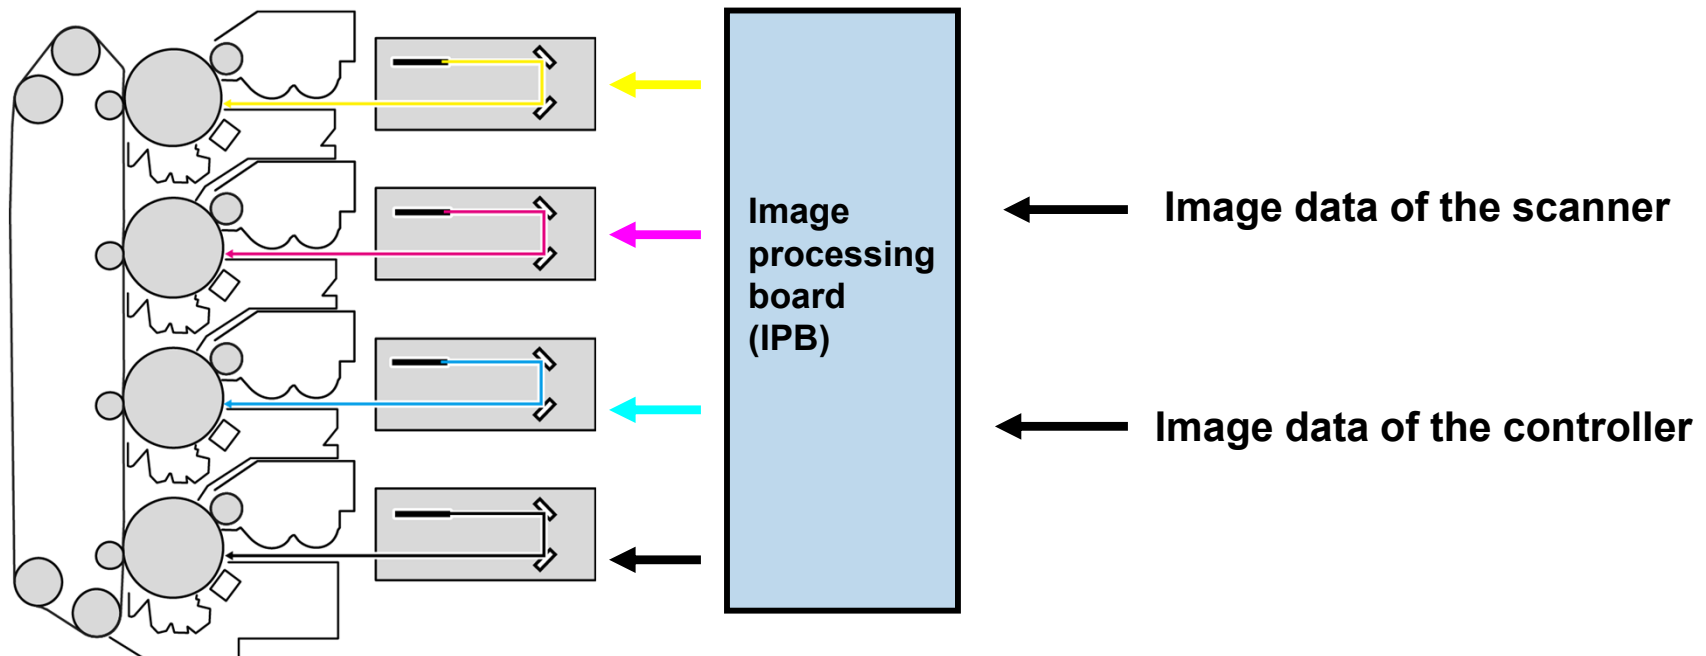 Image
processing
board
(IPB)
Image data of the scanner
Image data of the controller